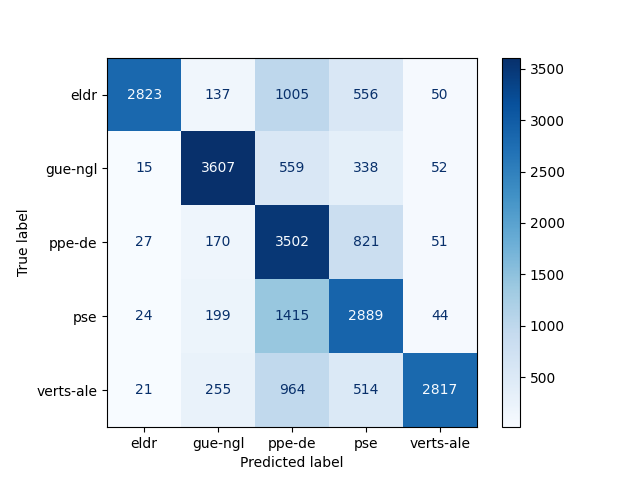 True label
eldr 2823 137 1005 556 50
gue-ngl 15 3607 559 338 52
ppe-de 27 170 3502 821 51
pse 24 199 1415 2889 44
verts-ale 21 255 964 514 2817
eldr gue-ngl ppe-de pse verts-ale
Predicted label
3500
3000
2500
2000
1500
1000
500